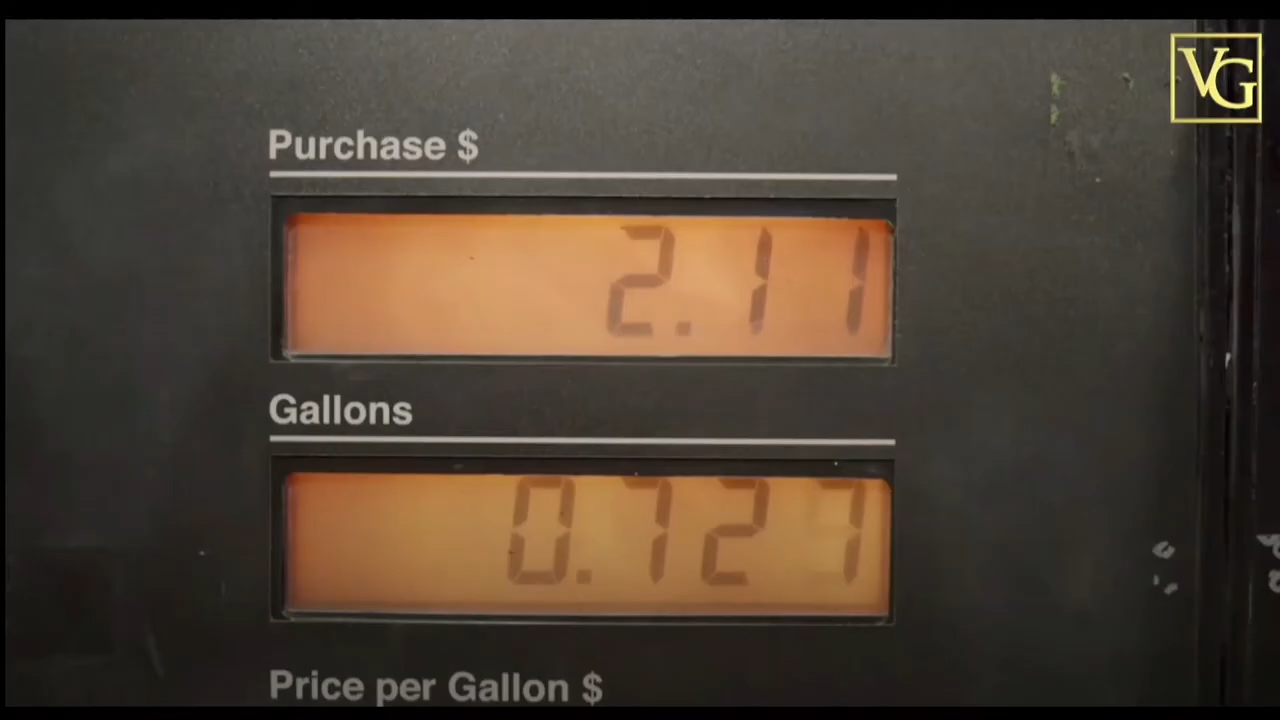 VG
Purchase $
2.11
Gallons
0.727
Price per Gallon $